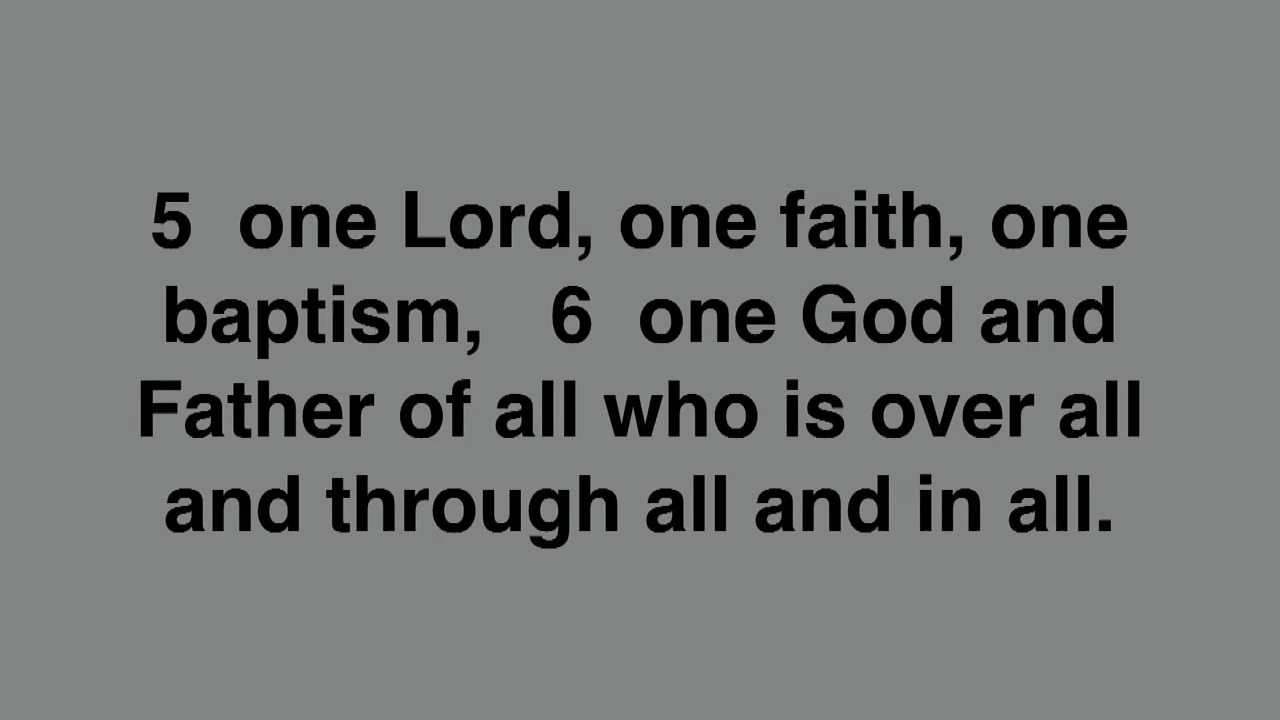 5  one Lord, one faith, one
baptism,   6  one God and
Father of all who is over all
and through all and in all.